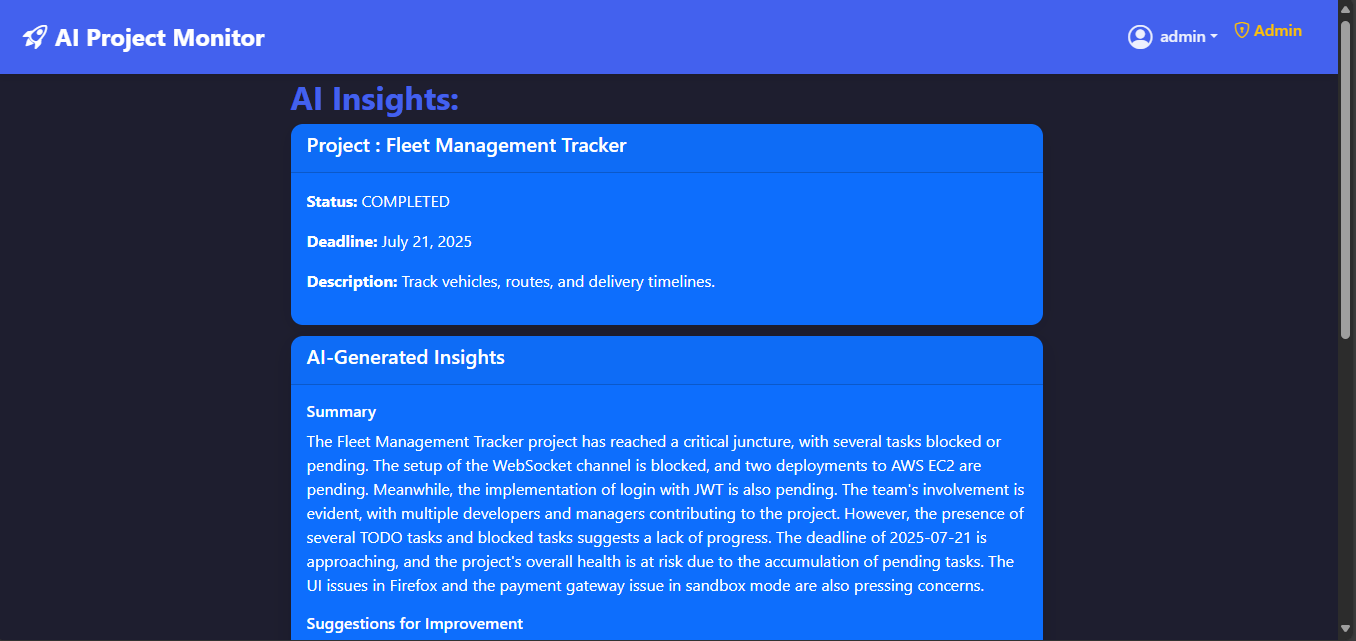 AI Project Monitor
admin
Admin
AI Insights:
Project : Fleet Management Tracker
Status: COMPLETED
Deadline: July 21, 2025
Description: Track vehicles, routes, and delivery timelines.
AI-Generated Insights
Summary
The Fleet Management Tracker project has reached a critical juncture, with several tasks blocked or
pending. The setup of the WebSocket channel is blocked, and two deployments to AWS EC2 are
pending. Meanwhile, the implementation of login with JWT is also pending. The team's involvement is
evident, with multiple developers and managers contributing to the project. However, the presence of
several TODO tasks and blocked tasks suggests a lack of progress. The deadline of 2025-07-21 is
approaching, and the project's overall health is at risk due to the accumulation of pending tasks. The
UI issues in Firefox and the payment gateway issue in sandbox mode are also pressing concerns.
Suggestions for Improvement